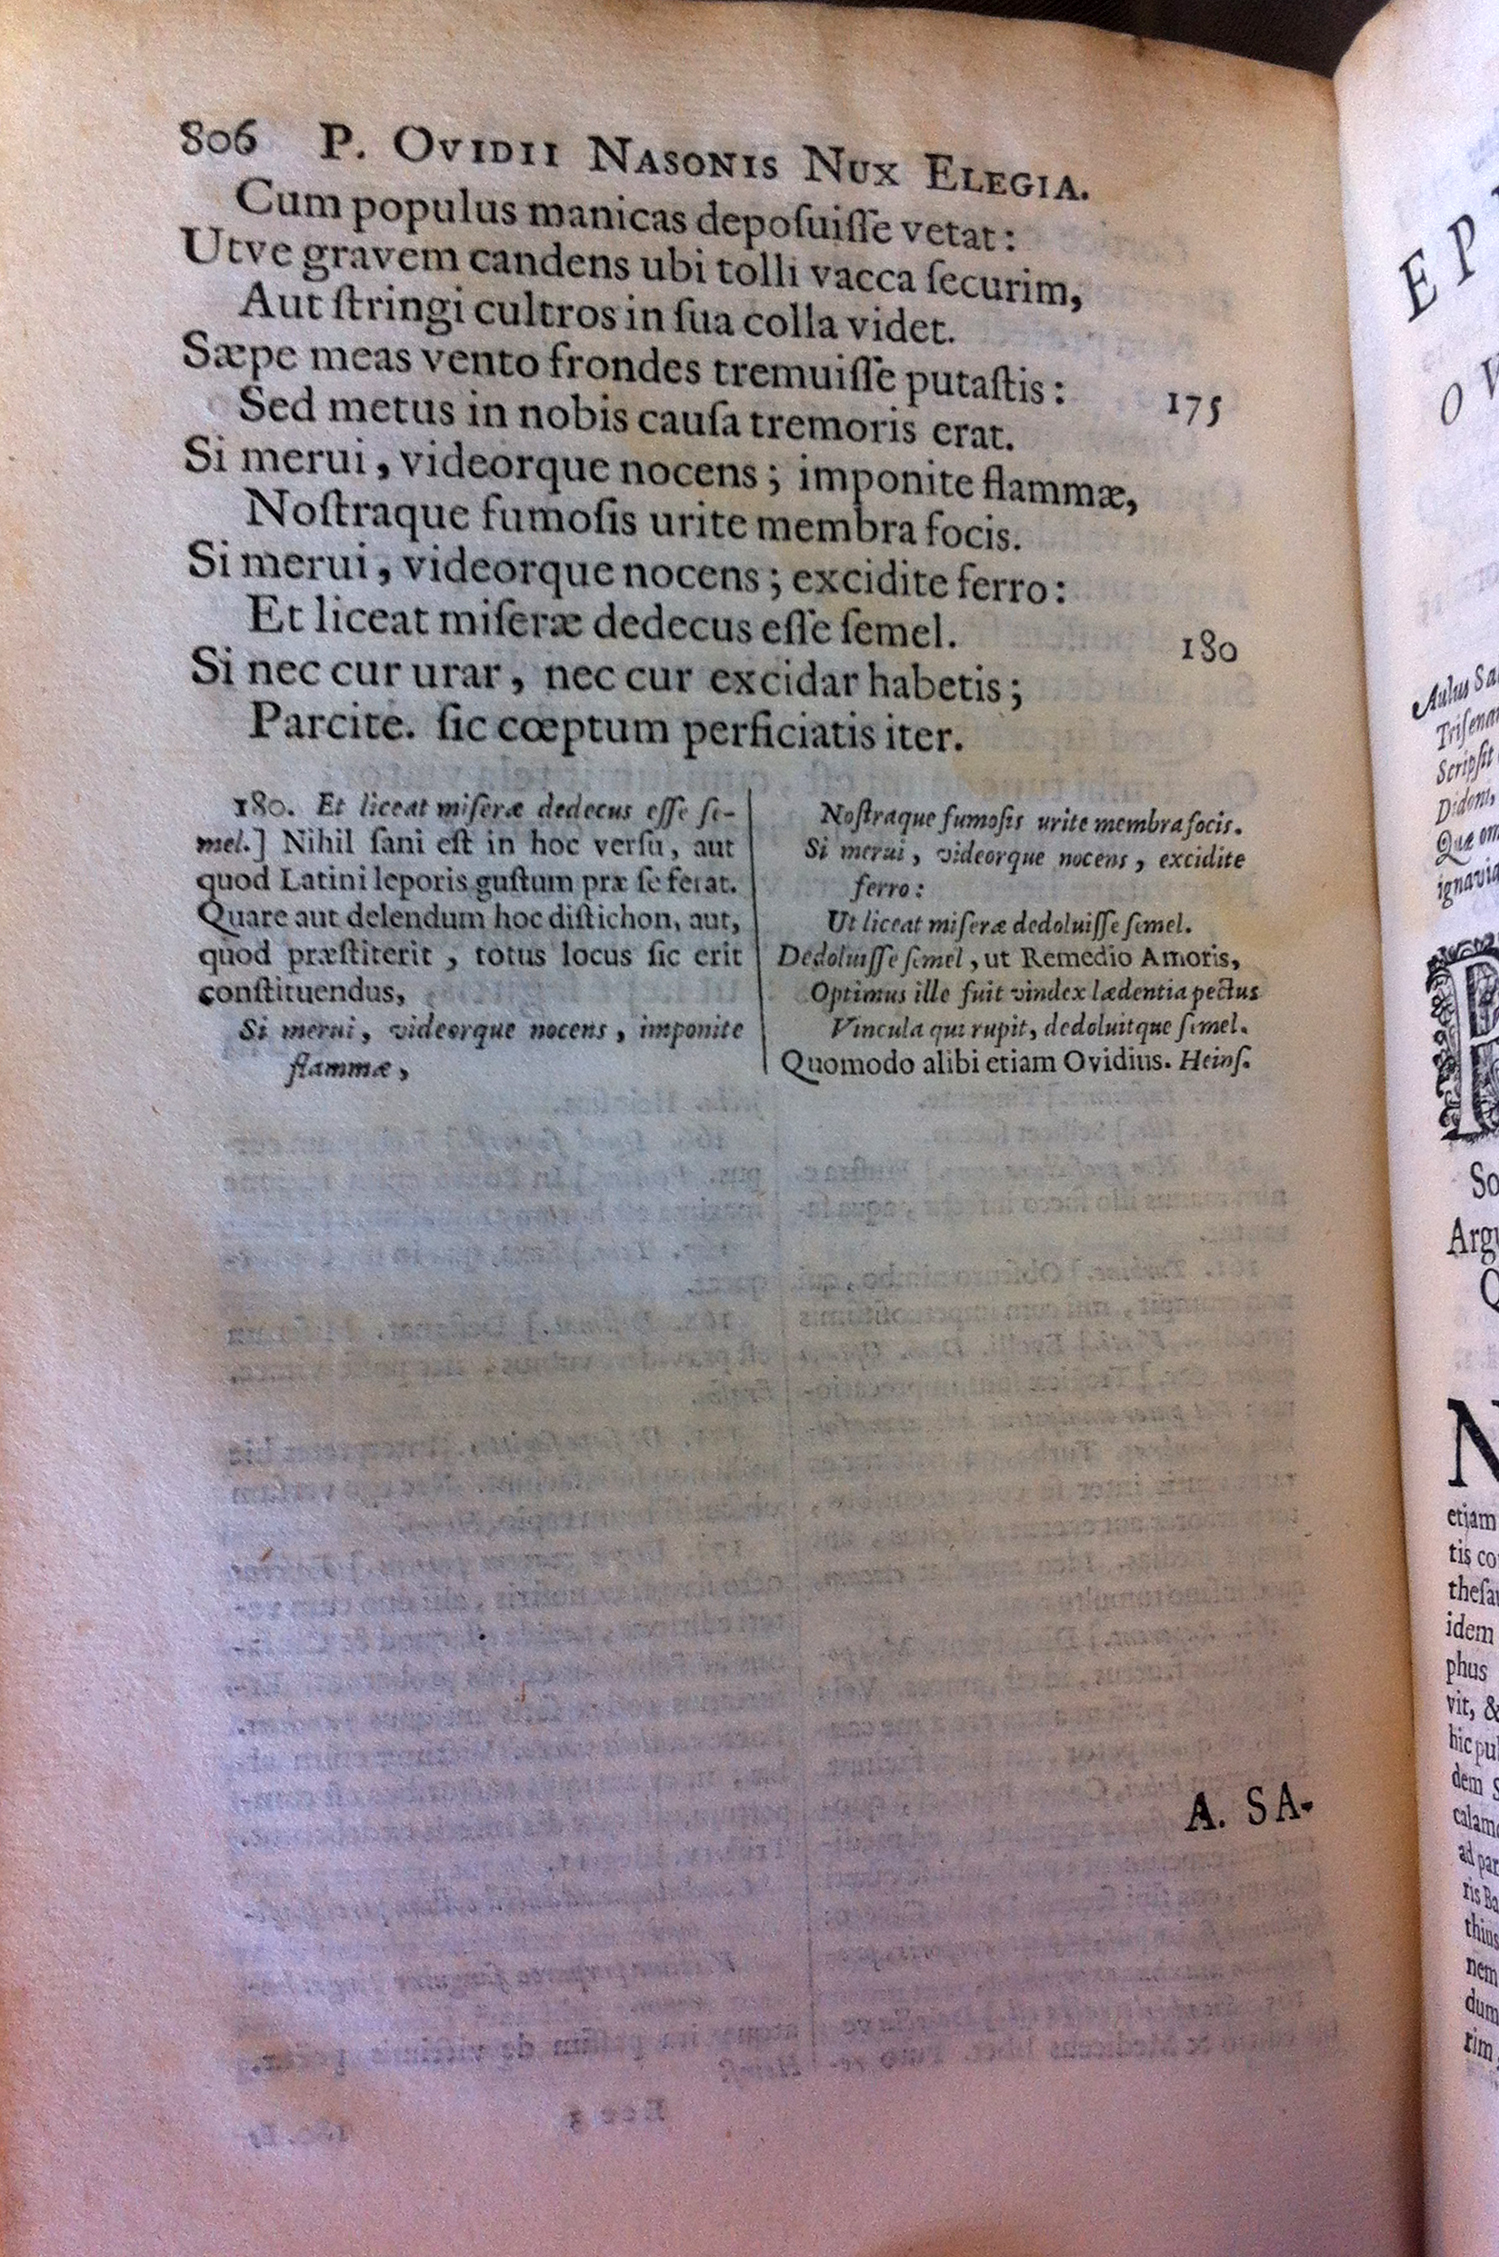 806 P. OVIDII NASONIS NUX ELEGIA.
Cum populus manicas depoſuiſſe vetat:
Utve gravem candens ubi tolli vacca ſecurim,
Aut ſtringi cultros in ſua colla videt.
Sæpe meas vento frondes tremuiſſe putaſtis: 175
Sed metus in nobis cauſa tremoris erat.
Si merui, videorque nocens; imponite flammæ,
Noſtraque fumoſis urite membra focis.
Si merui, videorque nocens; excidite ferro:
Et liceat miſeræ dedecus eſſe ſemel. 180
Si nec cur urar, nec cur excidar habetis;
Parcite. ſic cœptum perficiatis iter.
180. Et liceat miſeræ dedecus eſſe ſe-
mel.] Nihil ſani eſt in hoc verſu, aut
quod Latini leporis guſtum præ ſe ferat.
Quare aut delendum hoc diſtichon, aut,
quod præſtiterit, totus locus ſic erit
conſtituendus,
Si merui, videorque nocens, imponite
flammæ,
Noſtraque fumoſis urite membra focis.
Si merui, videorque nocens, excidite
ferro:
Ut liceat miſeræ dedoluiſſe ſemel.
Dedoluiſſe ſemel, ut Remedio Amoris,
Optimus ille fuit vindex lædentia pectus
Vincula qui rupit, dedoluitque ſemel.
Quomodo alibi etiam Ovidius. Heinſ.
A. SA-
EP
OV
Aulus Sa
Triſena
Scripſit
Didoni,
Quæ om
ignavia
So
Argu
Q
N
etiam
tis co
theſau
idem
phus
vit, &
hic pul
dem S
calamo
ad par
ris Ba
thius
nem
dum
rim